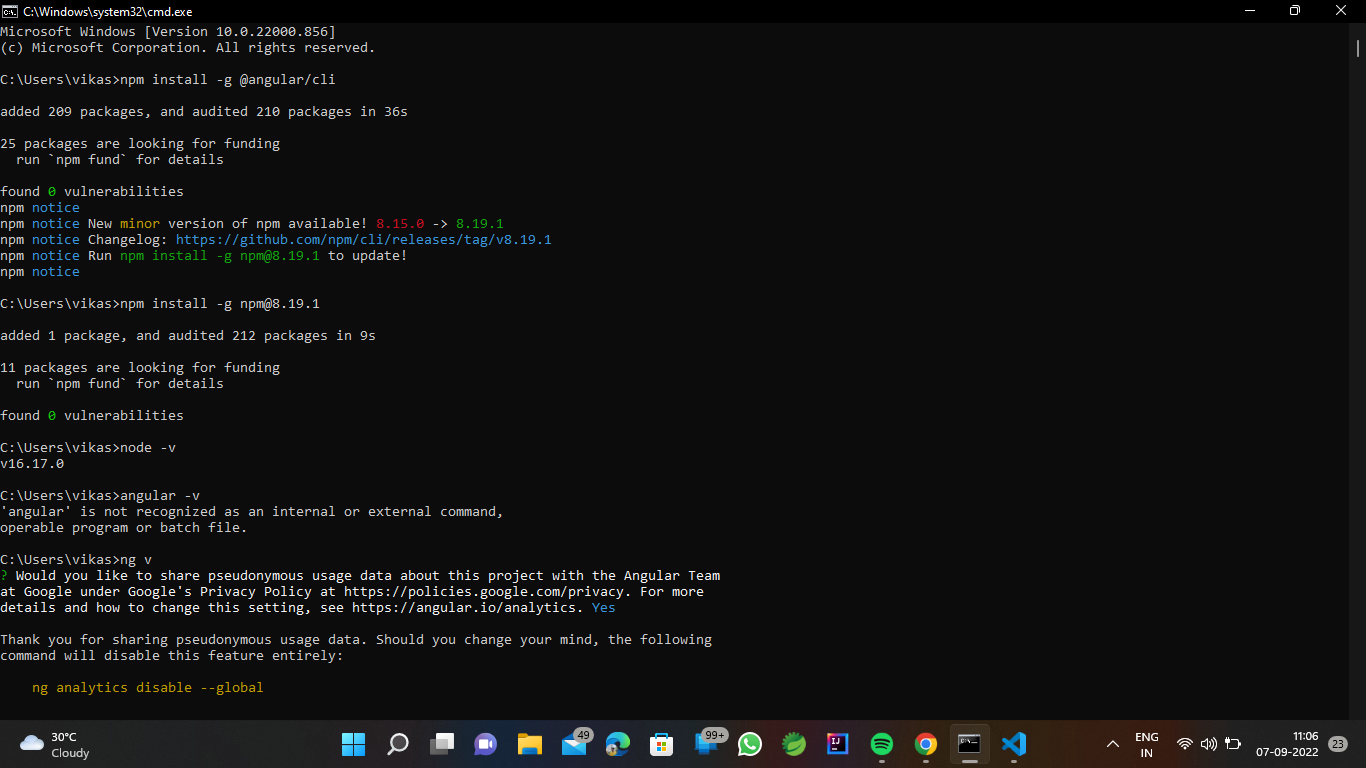 C:\Windows\system32\cmd.exe
Microsoft Windows [Version 10.0.22000.856]
(c) Microsoft Corporation. All rights reserved.
C:\Users\vikas>npm install -g @angular/cli
added 209 packages, and audited 210 packages in 36s
25 packages are looking for funding
  run `npm fund` for details
found 0 vulnerabilities
npm notice
npm notice New minor version of npm available! 8.15.0 -> 8.19.1
npm notice Changelog: https://github.com/npm/cli/releases/tag/v8.19.1
npm notice Run npm install -g npm@8.19.1 to update!
npm notice
C:\Users\vikas>npm install -g npm@8.19.1
added 1 package, and audited 212 packages in 9s
11 packages are looking for funding
  run `npm fund` for details
found 0 vulnerabilities
C:\Users\vikas>node -v
v16.17.0
C:\Users\vikas>angular -v
'angular' is not recognized as an internal or external command,
operable program or batch file.
C:\Users\vikas>ng v
? Would you like to share pseudonymous usage data about this project with the Angular Team
at Google under Google's Privacy Policy at https://policies.google.com/privacy. For more
details and how to change this setting, see https://angular.io/analytics. Yes
Thank you for sharing pseudonymous usage data. Should you change your mind, the following
command will disable this feature entirely:
    ng analytics disable --global
30°C
Cloudy
49
99+
IJ
ENG
IN
11:06
07-09-2022
23